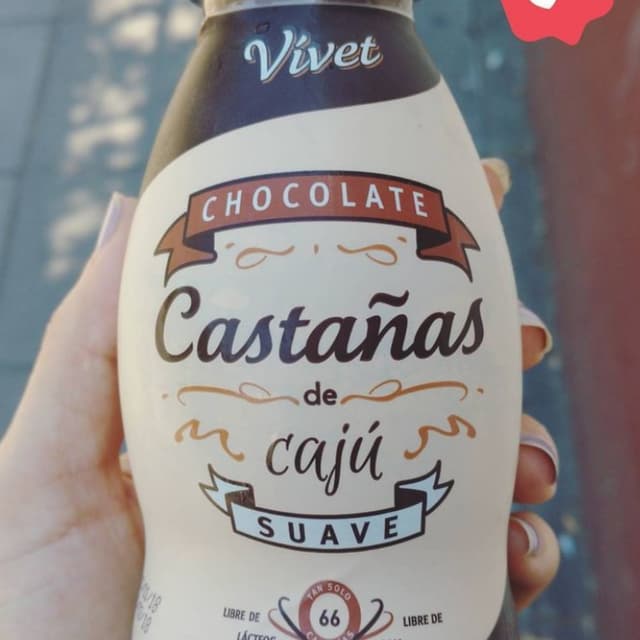 Vívet
CHOCOLATE
Castañas
de
cajú
SUAVE
TAN SOLO
66
LIBRE DE
LIBRE DE